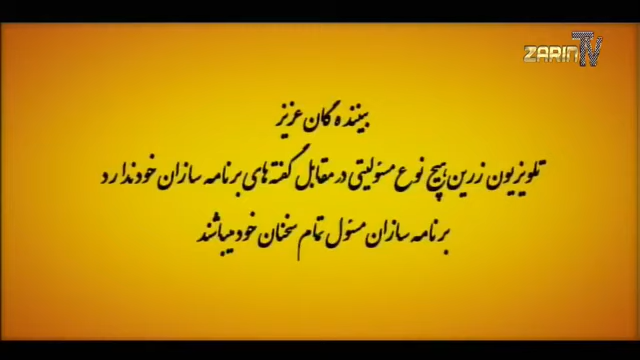 ZARIN TV
بیننده گان عزیز
تلویزیون زرین هیچ نوع مسئولیتی در مقابل گفته های برنامه سازان خود ندارد
برنامه سازان مسئول تمام سخنان خود میباشند